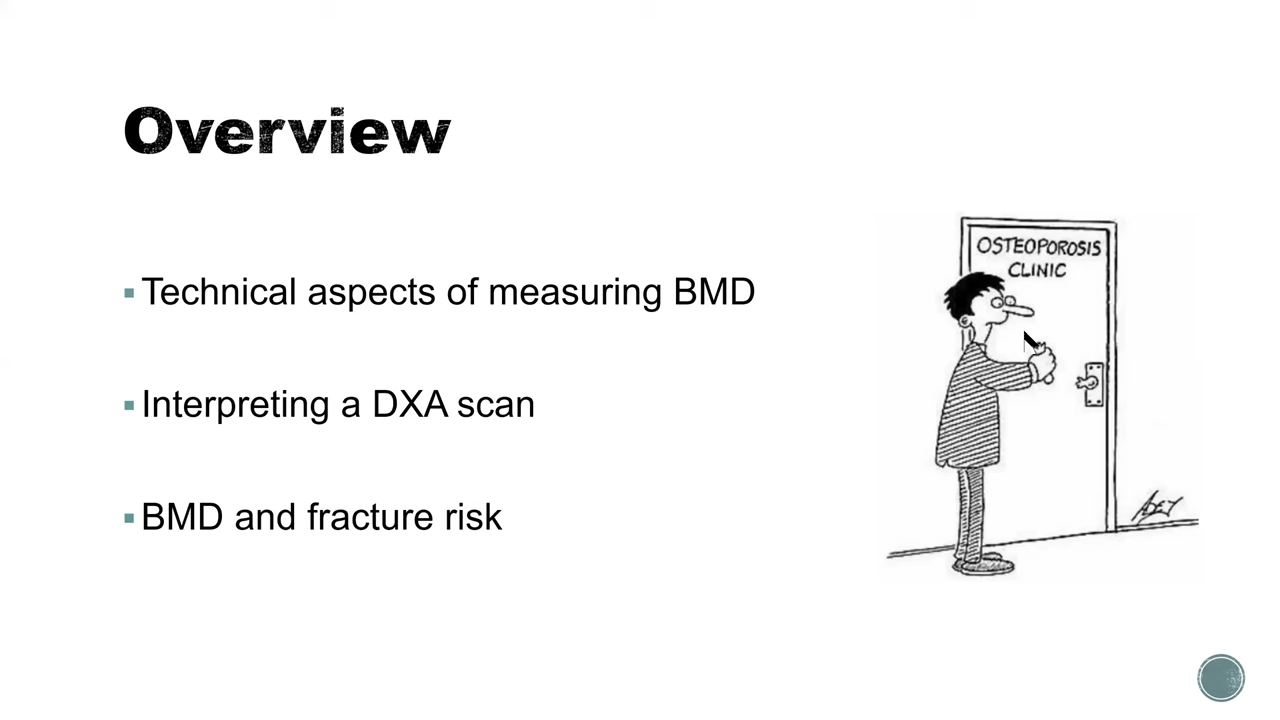 Overview
Technical aspects of measuring BMD
Interpreting a DXA scan
BMD and fracture risk
OSTEOPOROSIS
CLINIC